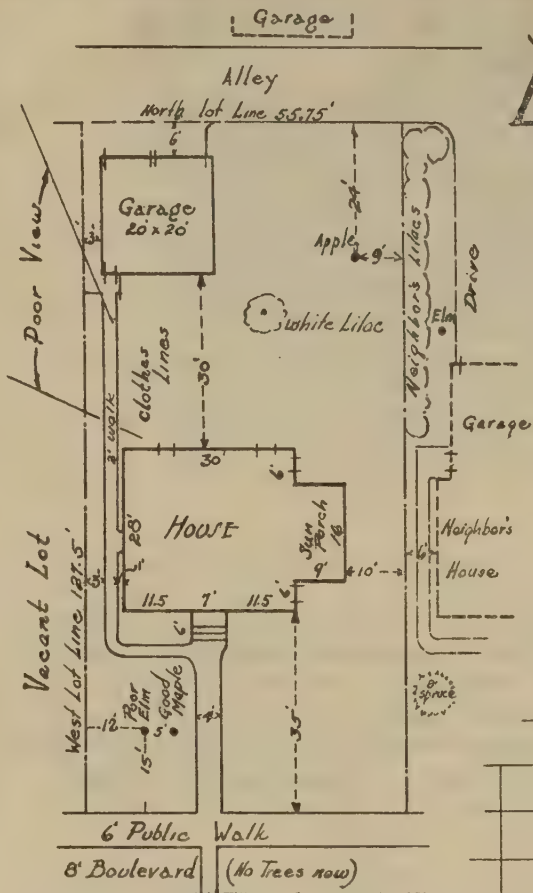 Garage
Alley
North lot Line 55.75'
6'
Garage
20' x 20'
3'
24'
Apple
9'
Neighbor's Lilacs
Drive
Elm
Poor View
White Lilac
Clothes Lines
30'
2' walk
Garage
30'
6'
28'
HOUSE
Sun Porch
16
9'
10'
6'
Neighbor's
House
Vacant Lot
West Lot Line 127.5'
5'
1'
11.5 7' 11.5
6'
6'
8'
Spruce
12'
Poor Elm
Good Maple
5'
15'
4'
35'
6' Public Walk
8' Boulevard (No Trees now)